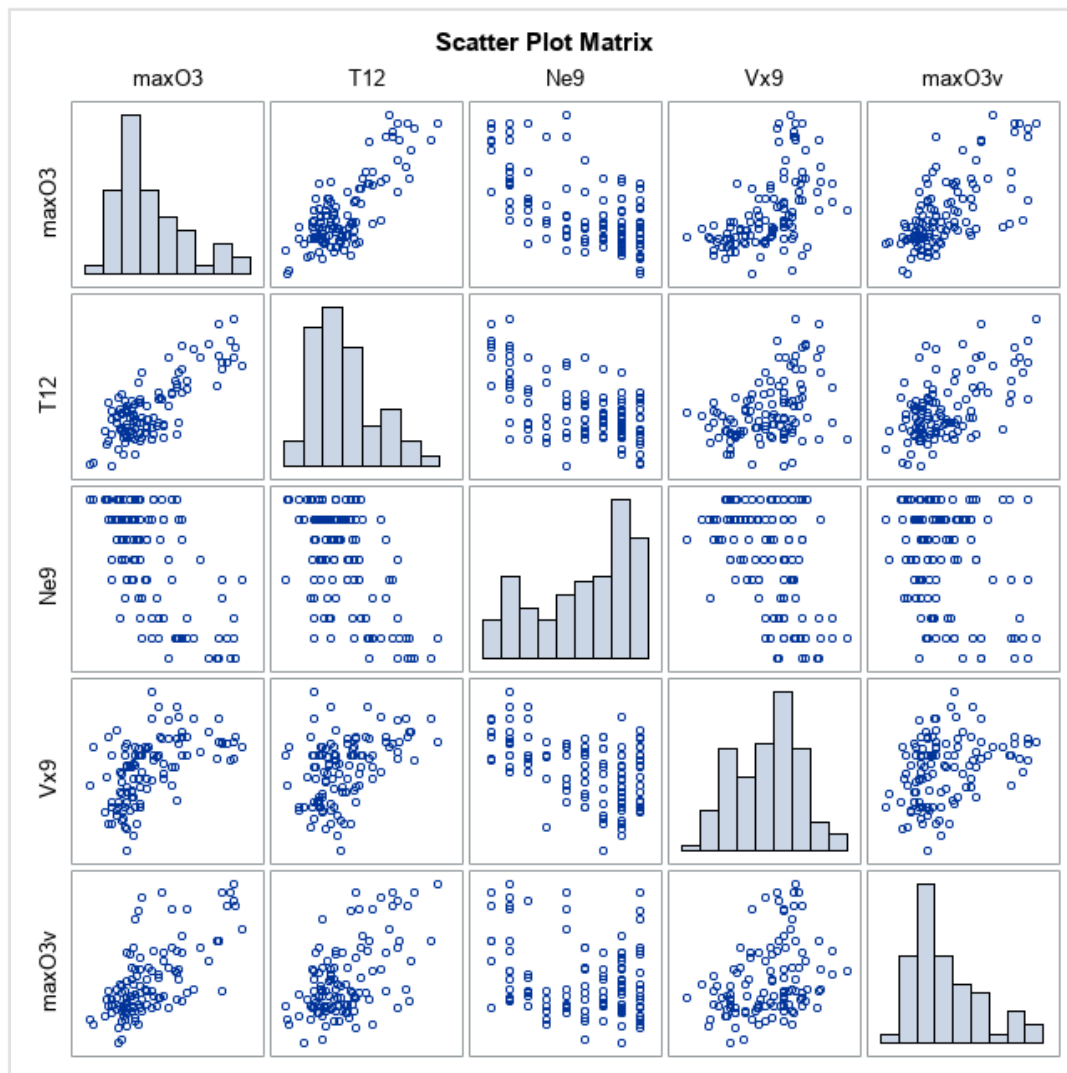 Scatter Plot Matrix
maxO3 T12 Ne9 Vx9 maxO3v
maxO3
T12
Ne9
Vx9
maxO3v